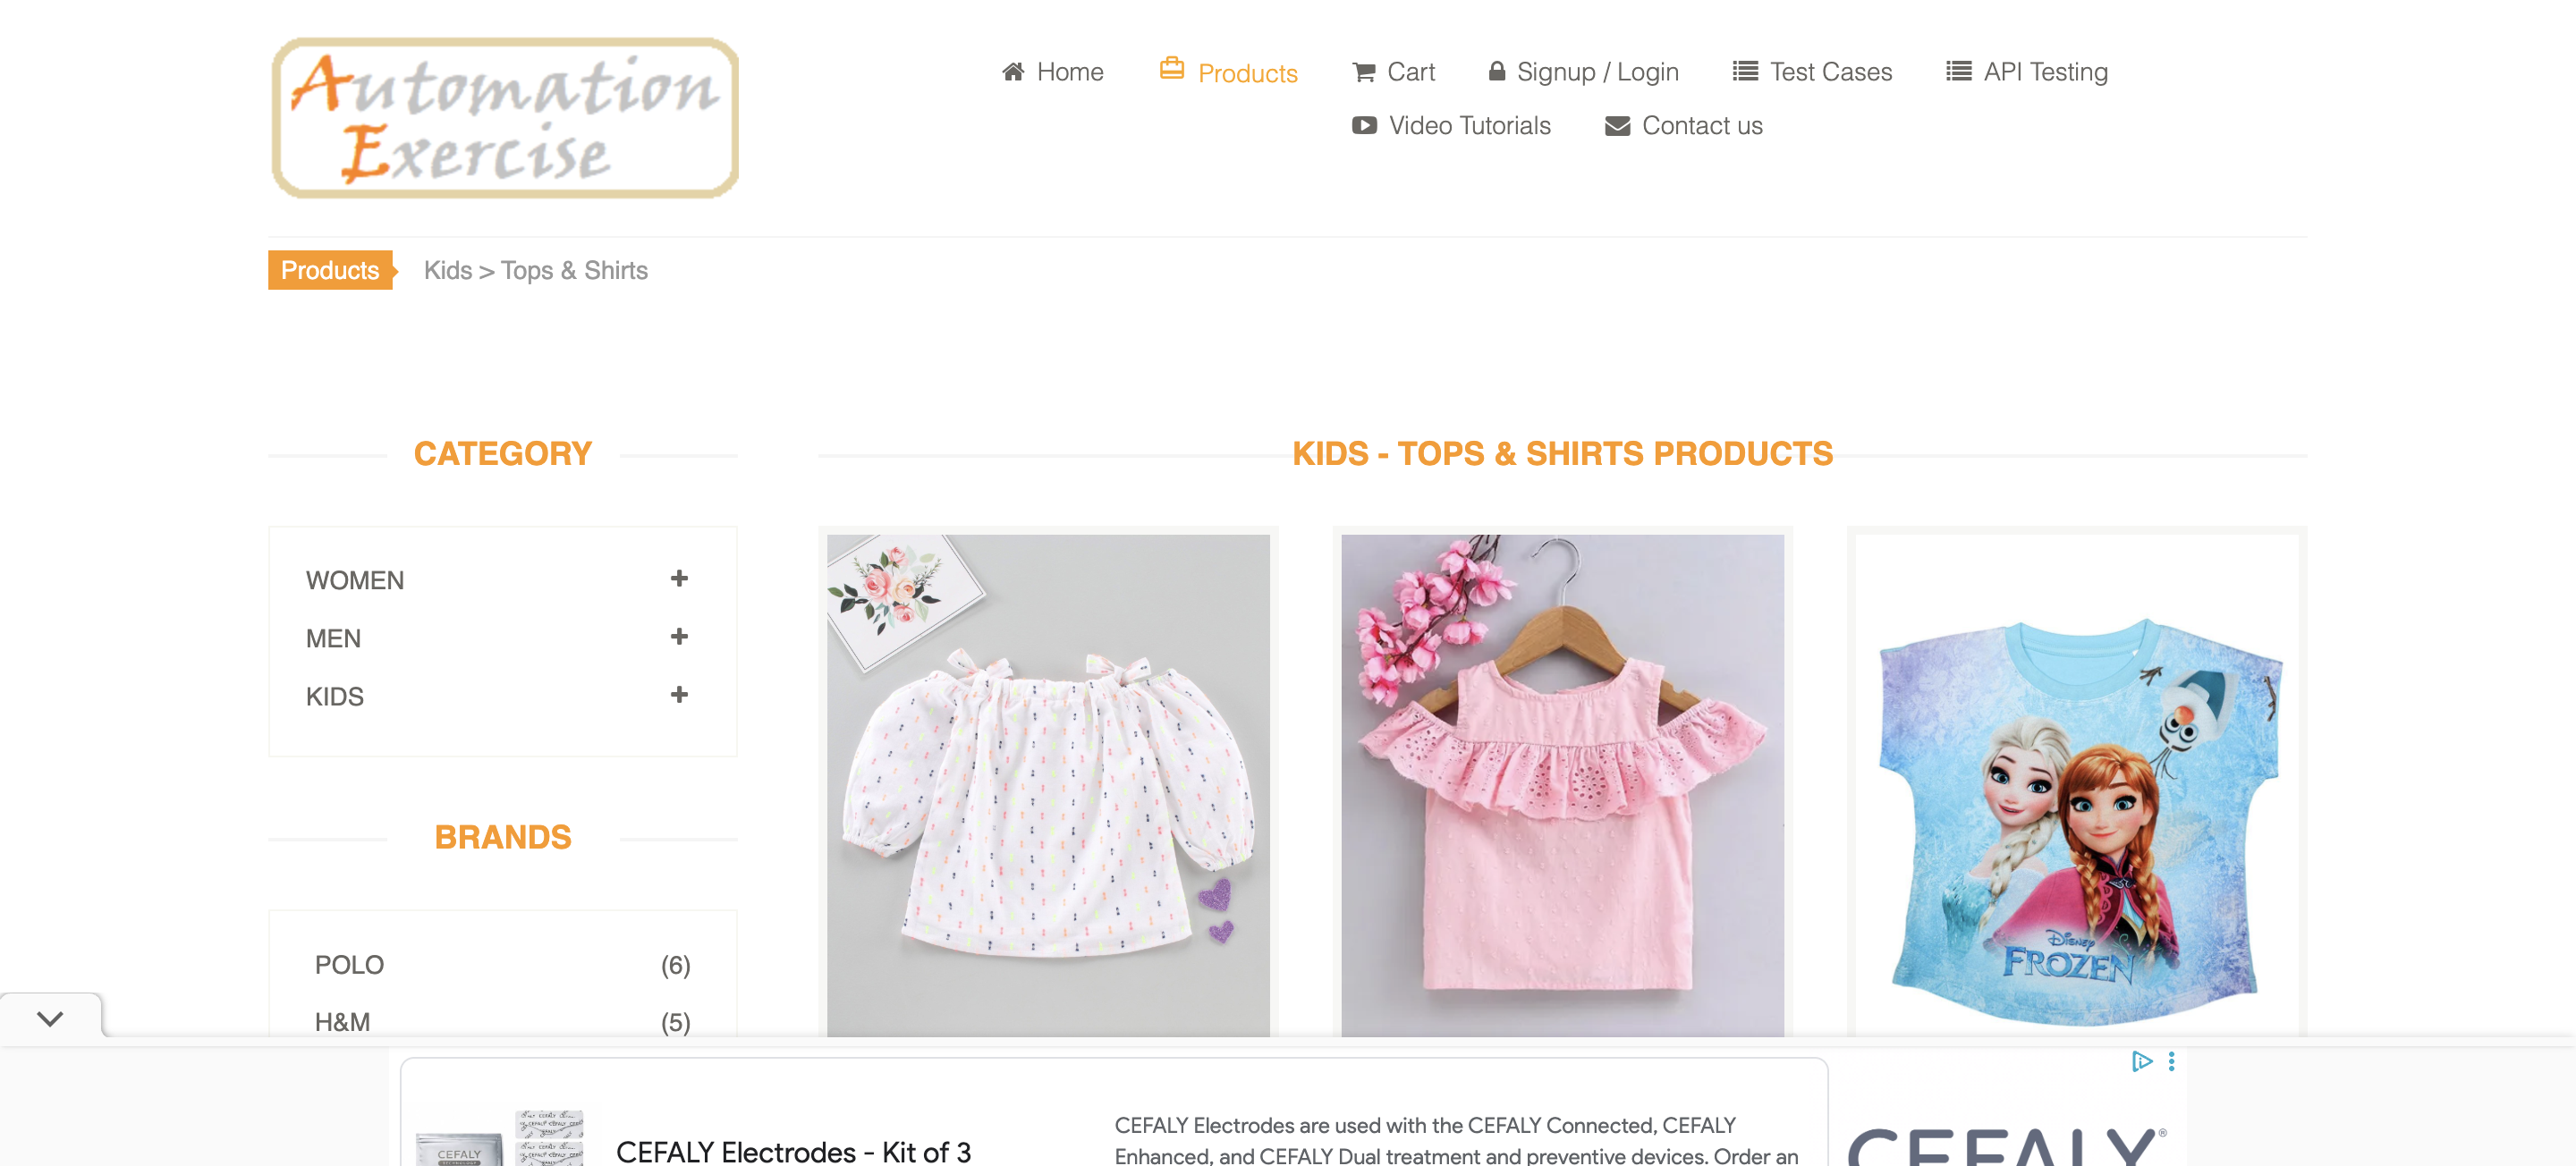 Automation
Exercise
Home
Products
Cart
Signup / Login
Test Cases
API Testing
Video Tutorials
Contact us
Products
Kids > Tops & Shirts
CATEGORY
KIDS - TOPS & SHIRTS PRODUCTS
WOMEN
MEN
KIDS
BRANDS
POLO (6)
H&M (5)
Disney
FROZEN
CEFALY Electrodes - Kit of 3
CEFALY Electrodes are used with the CEFALY Connected, CEFALY
Enhanced, and CEFALY Dual treatment and preventive devices. Order an
CEFALY
CEFALY®